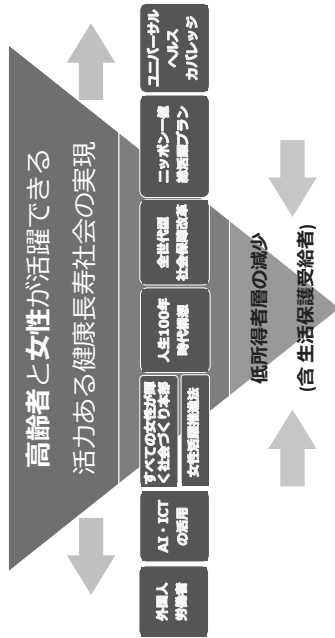 高齢者と女性が活躍できる
活力ある健康長寿社会の実現
外国人
労働者
AI・ICT
の活用
すべての女性が輝
く社会づくり本部
女性活躍推進法
人生100年
時代構想
全世代型
社会保障改革
ニッポン一億
総活躍プラン
ユニバーサル
ヘルス
カバレッジ
低所得者層の減少
(含 生活保護受給者)